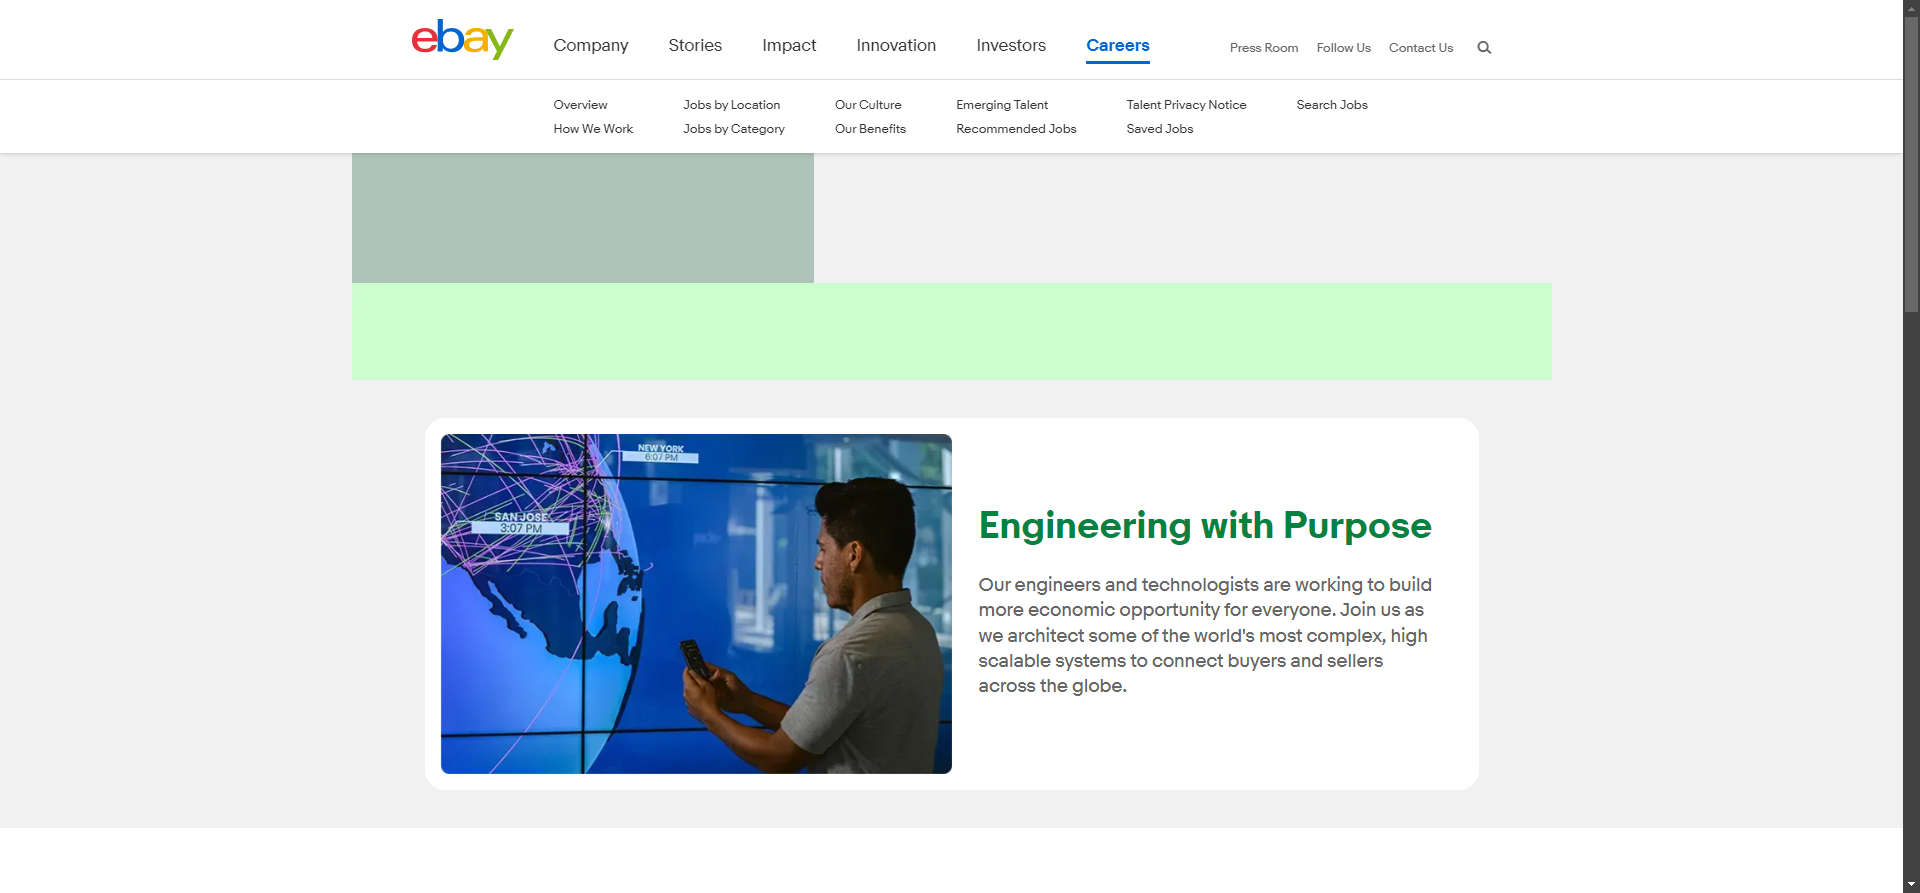 ebay
Company Stories Impact Innovation Investors Careers
Press Room Follow Us Contact Us
Overview Jobs by Location Our Culture Emerging Talent Talent Privacy Notice Search Jobs
How We Work Jobs by Category Our Benefits Recommended Jobs Saved Jobs
NEW YORK
6:07 PM
SAN JOSE
3:07 PM
Engineering with Purpose
Our engineers and technologists are working to build
more economic opportunity for everyone. Join us as
we architect some of the world's most complex, high
scalable systems to connect buyers and sellers
across the globe.